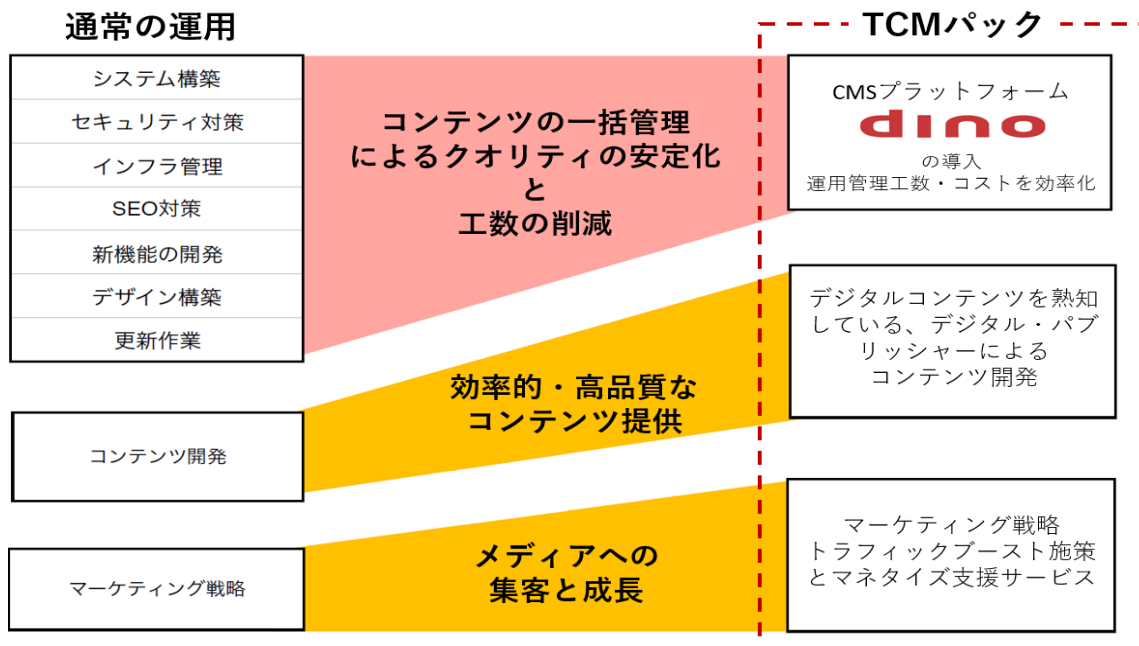 通常の運用
システム構築
セキュリティ対策
インフラ管理
SEO対策
新機能の開発
デザイン構築
更新作業
コンテンツ開発
マーケティング戦略
コンテンツの一括管理
によるクオリティの安定化
と
工数の削減
効率的・高品質な
コンテンツ提供
メディアへの
集客と成長
TCMパック
CMSプラットフォーム
dino
の導入
運用管理工数・コストを効率化
デジタルコンテンツを熟知
している、デジタル・パブ
リッシャーによる
コンテンツ開発
マーケティング戦略
トラフィックブースト施策
とマネタイズ支援サービス